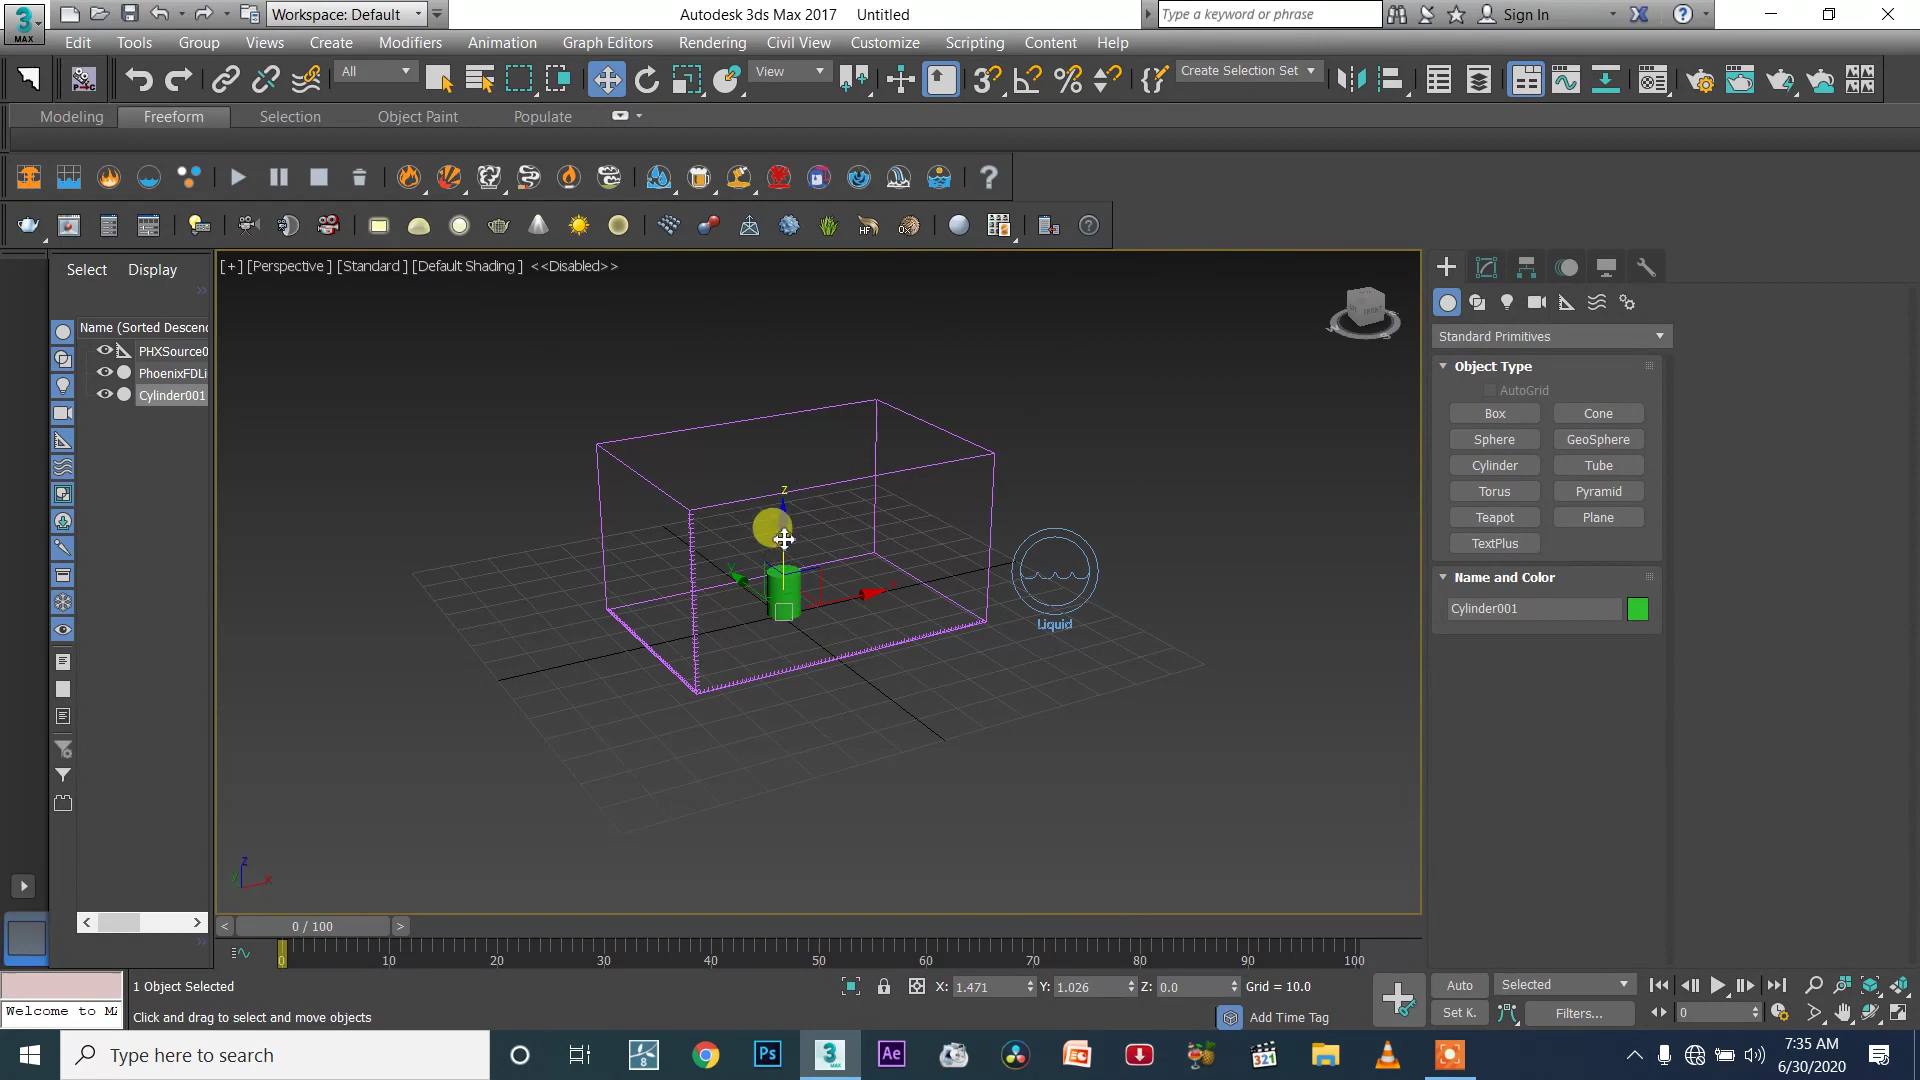 Workspace: Default
Autodesk 3ds Max 2017 Untitled
Type a keyword or phrase
Sign In
MAX
Edit Tools Group Views Create Modifiers Animation Graph Editors Rendering Civil View Customize Scripting Content Help
All
View
Create Selection Set
Modeling Freeform Selection Object Paint Populate
Select Display
[+] [Perspective ] [Standard ] [Default Shading ] <<Disabled>>
Name (Sorted Descend
PHXSource0
PhoenixFDLi
Cylinder001
z
y
x
Liquid
z
y
x
Standard Primitives
Object Type
AutoGrid
Box Cone
Sphere GeoSphere
Cylinder Tube
Torus Pyramid
Teapot Plane
TextPlus
Name and Color
Cylinder001
< 0 / 100 >
0 10 20 30 40 50 60 70 80 90 100
1 Object Selected
X: 1.471 Y: 1.026 Z: 0.0 Grid = 10.0
Auto Selected
Welcome to MA
Click and drag to select and move objects
Add Time Tag
Set K. Filters... 0
Type here to search
7:35 AM
6/30/2020